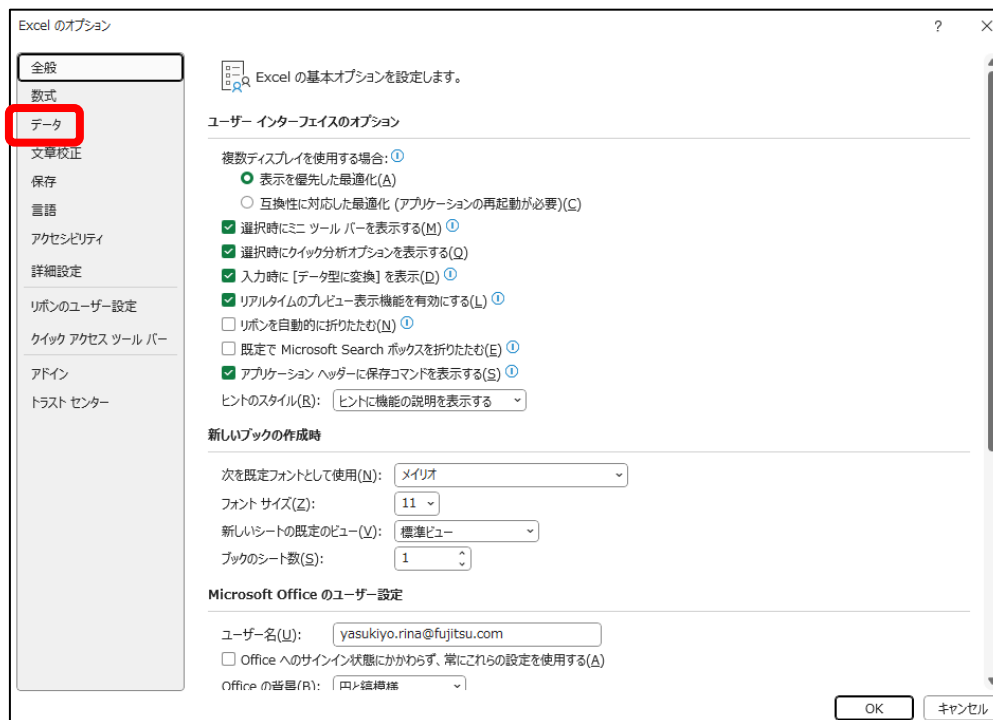 Excel のオプション
?
全般
数式
データ
文章校正
保存
言語
アクセシビリティ
詳細設定
リボンのユーザー設定
クイック アクセス ツール バー
アドイン
トラスト センター
Excel の基本オプションを設定します。
ユーザー インターフェイスのオプション
複数ディスプレイを使用する場合:
表示を優先した最適化(A)
互換性に対応した最適化 (アプリケーションの再起動が必要)(C)
選択時にミニ ツール バーを表示する(M)
選択時にクイック分析オプションを表示する(Q)
入力時に [データ型に変換] を表示(D)
リアルタイムのプレビュー表示機能を有効にする(L)
リボンを自動的に折りたたむ(N)
既定で Microsoft Search ボックスを折りたたむ(E)
アプリケーション ヘッダーに保存コマンドを表示する(S)
ヒントのスタイル(R): ヒントに機能の説明を表示する
新しいブックの作成時
次を既定フォントとして使用(N): メイリオ
フォント サイズ(Z): 11
新しいシートの既定のビュー(V): 標準ビュー
ブックのシート数(S): 1
Microsoft Office のユーザー設定
ユーザー名(U): yasukiyo.rina@fujitsu.com
Office へのサインイン状態にかかわらず、常にこれらの設定を使用する(A)
Office の背景(B): 円と縞模様
OK キャンセル